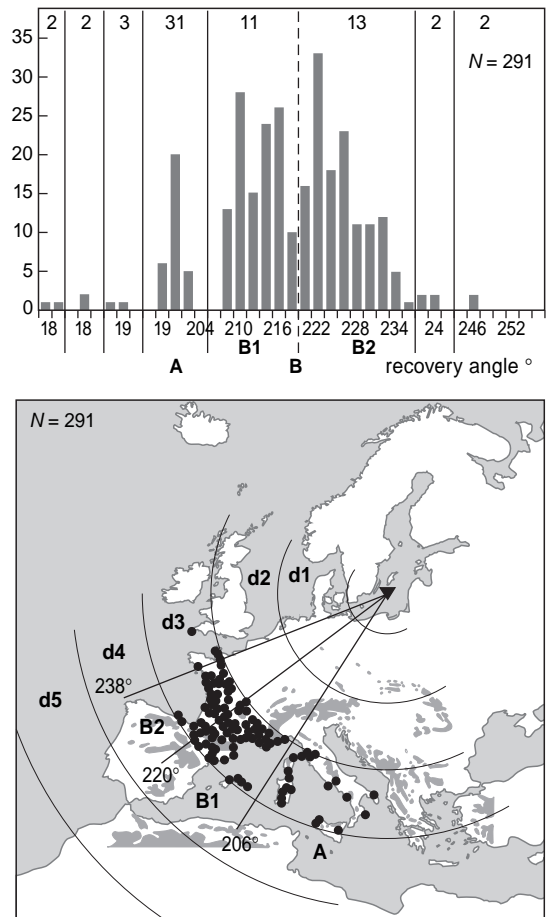 2 2 3 31 11 13 2 2
35
N = 291
30
25
20
15
10
5
0
18 18 19 19 204 210 216 222 228 234 24 246 252
B1 B2
A B recovery angle °
N = 291
d2 d1
d3
d4
238°
d5
B2
220°
B1
206°
A